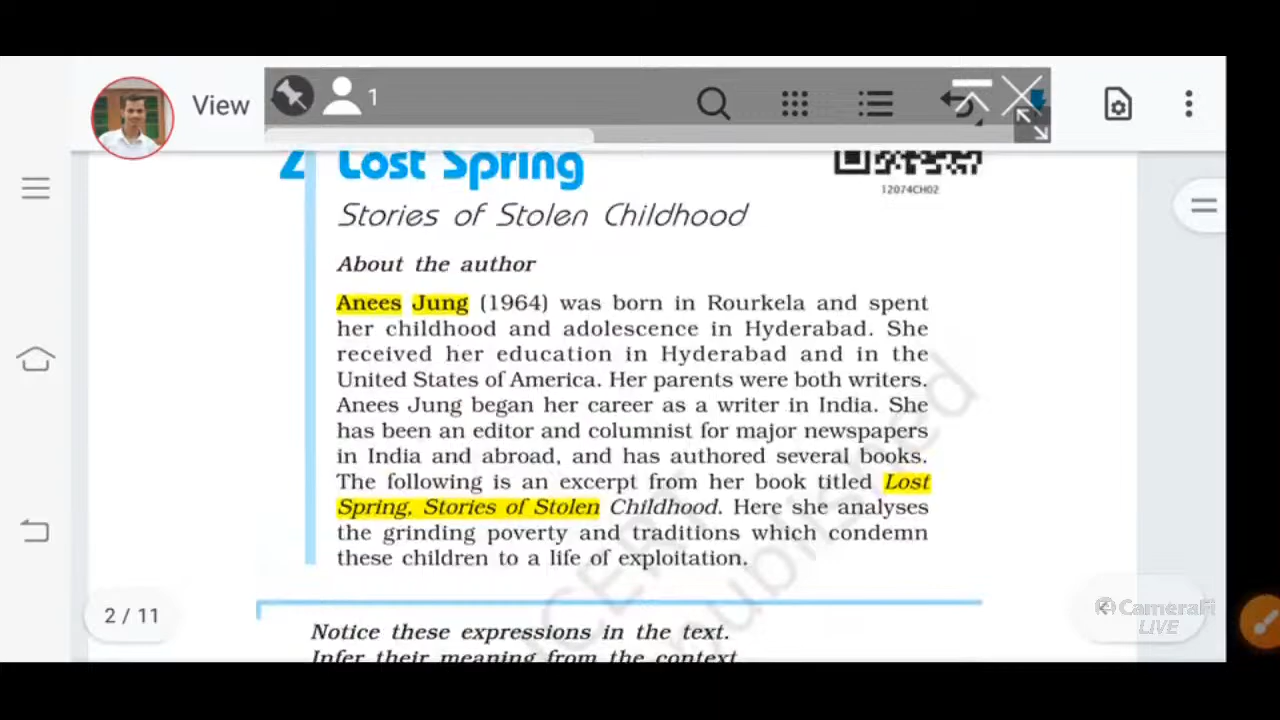 View
1
2 Lost Spring
12074CH02
Stories of Stolen Childhood
About the author
Anees Jung (1964) was born in Rourkela and spent
her childhood and adolescence in Hyderabad. She
received her education in Hyderabad and in the
United States of America. Her parents were both writers.
Anees Jung began her career as a writer in India. She
has been an editor and columnist for major newspapers
in India and abroad, and has authored several books.
The following is an excerpt from her book titled Lost
Spring, Stories of Stolen Childhood. Here she analyses
the grinding poverty and traditions which condemn
these children to a life of exploitation.
2 / 11
CameraFi
LIVE
Notice these expressions in the text.
Infer their meaning from the context
published